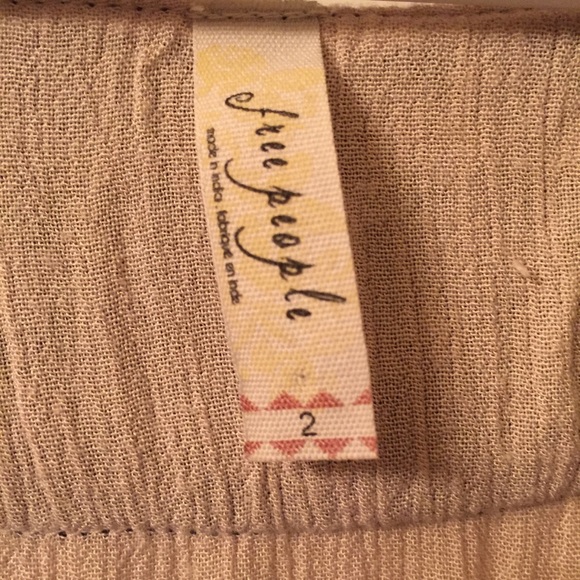 free people
made in india . fabriqué en inde
2